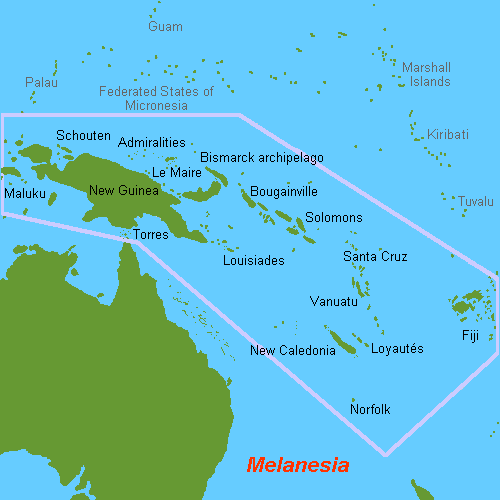 Guam
Marshall
Islands
Palau
Federated States of
Micronesia
Kiribati
Schouten
Admiralities
Bismarck archipelago
Le Maire
New Guinea
Maluku
Bougainville
Tuvalu
Solomons
Torres
Louisiades
Santa Cruz
Vanuatu
Fiji
New Caledonia
Loyautés
Norfolk
Melanesia